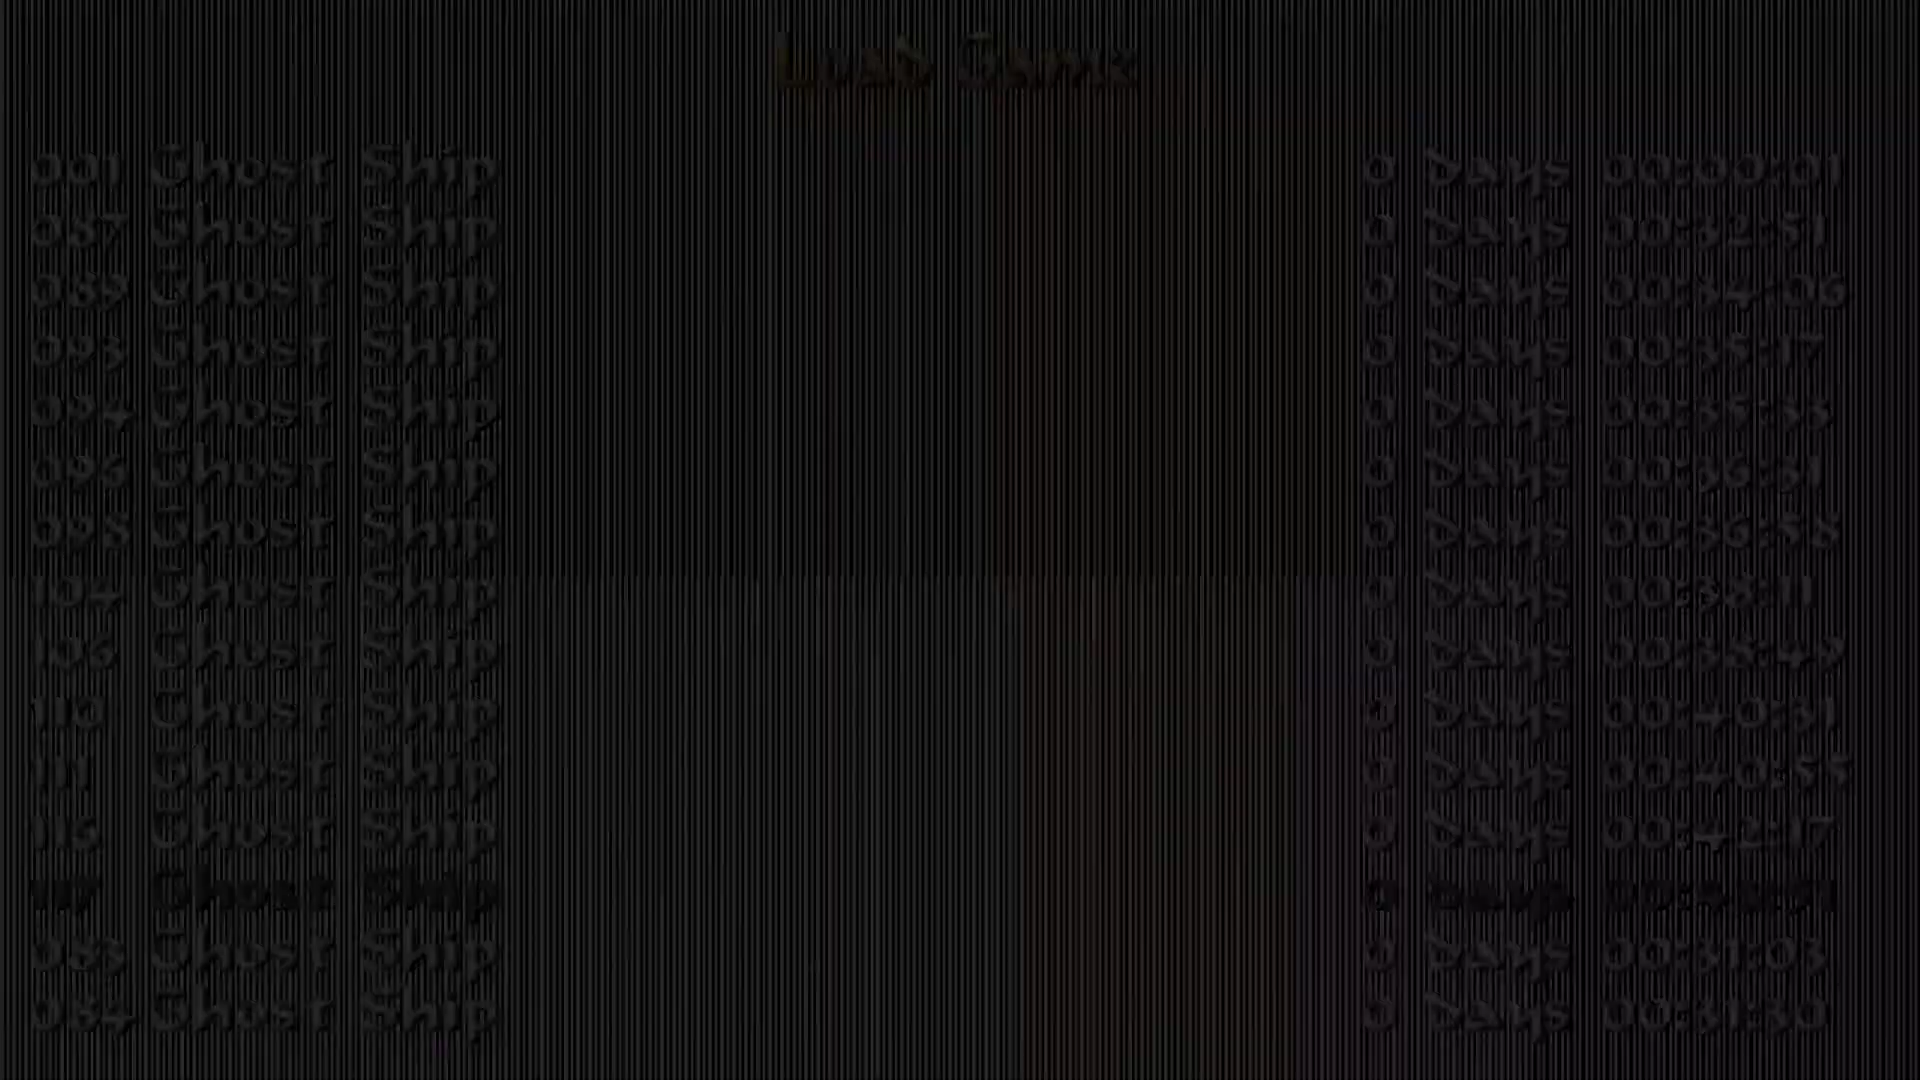 Load Game
001 Ghost Ship 0 Days 00:00:01
087 Ghost Ship 0 Days 00:32:51
089 Ghost Ship 0 Days 00:34:06
093 Ghost Ship 0 Days 00:35:17
094 Ghost Ship 0 Days 00:35:33
096 Ghost Ship 0 Days 00:36:31
098 Ghost Ship 0 Days 00:36:58
104 Ghost Ship 0 Days 00:38:11
106 Ghost Ship 0 Days 00:38:49
110 Ghost Ship 0 Days 00:40:31
111 Ghost Ship 0 Days 00:40:55
115 Ghost Ship 0 Days 00:42:17
117 Ghost Ship 0 Days
083 Ghost Ship 0 Days 00:31:03
084 Ghost Ship 0 Days 00:31:30